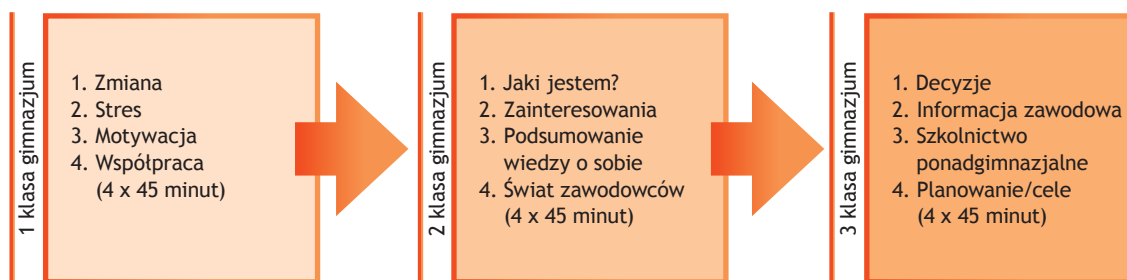 1 klasa gimnazjum
1. Zmiana
2. Stres
3. Motywacja
4. Współpraca
(4 x 45 minut)
2 klasa gimnazjum
1. Jaki jestem?
2. Zainteresowania
3. Podsumowanie
wiedzy o sobie
4. Świat zawodowców
(4 x 45 minut)
3 klasa gimnazjum
1. Decyzje
2. Informacja zawodowa
3. Szkolnictwo
ponadgimnazjalne
4. Planowanie/cele
(4 x 45 minut)